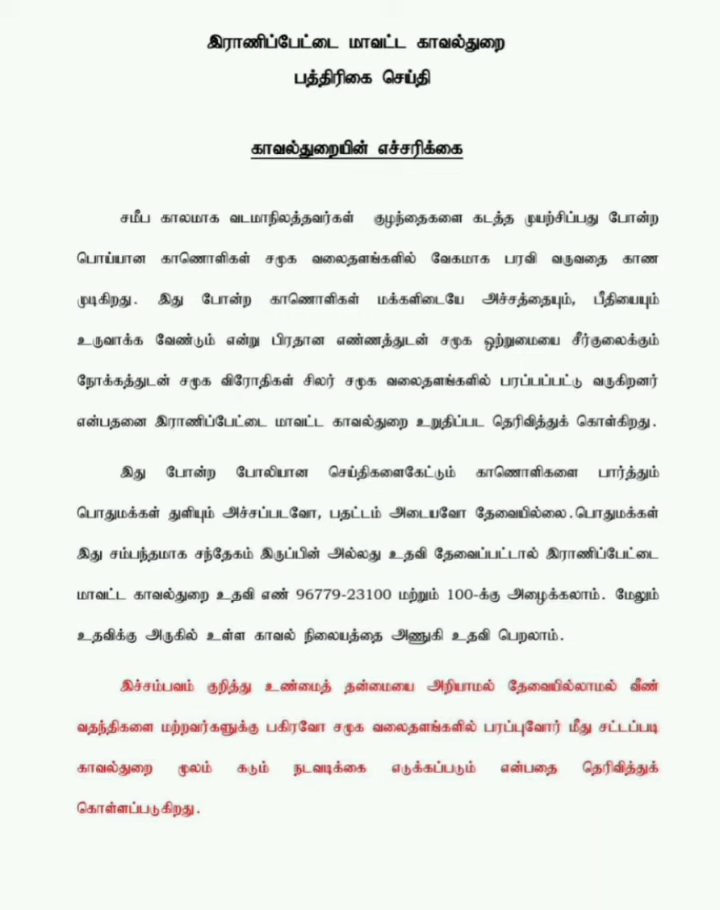 இராணிப்பேட்டை மாவட்ட காவல்துறை
பத்திரிகை செய்தி
காவல்துறையின் எச்சரிக்கை
சமீப காலமாக வடமாநிலத்தவர்கள் குழந்தைகளை கடத்த முயற்சிப்பது போன்ற
பொய்யான காணொளிகள் சமூக வலைதளங்களில் வேகமாக பரவி வருவதை காண
முடிகிறது. இது போன்ற காணொளிகள் மக்களிடையே அச்சத்தையும், பீதியையும்
உருவாக்க வேண்டும் என்று பிரதான எண்ணத்துடன் சமூக ஒற்றுமையை சீர்குலைக்கும்
நோக்கத்துடன் சமூக விரோதிகள் சிலர் சமூக வலைதளங்களில் பரப்பப்பட்டு வருகிறனர்
என்பதனை இராணிப்பேட்டை மாவட்ட காவல்துறை உறுதிப்பட தெரிவித்துக் கொள்கிறது.
இது போன்ற போலியான செய்திகளைகேட்டும் காணொளிகளை பார்த்தும்
பொதுமக்கள் துளியும் அச்சப்படவோ, பதட்டம் அடையவோ தேவையில்லை.பொதுமக்கள்
இது சம்பந்தமாக சந்தேகம் இருப்பின் அல்லது உதவி தேவைப்பட்டால் இராணிப்பேட்டை
மாவட்ட காவல்துறை உதவி எண் 96779-23100 மற்றும் 100-க்கு அழைக்கலாம். மேலும்
உதவிக்கு அருகில் உள்ள காவல் நிலையத்தை அணுகி உதவி பெறலாம்.
இச்சம்பவம் குறித்து உண்மைத் தன்மையை அறியாமல் தேவையில்லாமல் வீண்
வதந்திகளை மற்றவர்களுக்கு பகிரவோ சமூக வலைதளங்களில் பரப்புவோர் மீது சட்டப்படி
காவல்துறை மூலம் கடும் நடவடிக்கை எடுக்கப்படும் என்பதை தெரிவித்துக்
கொள்ளப்படுகிறது.